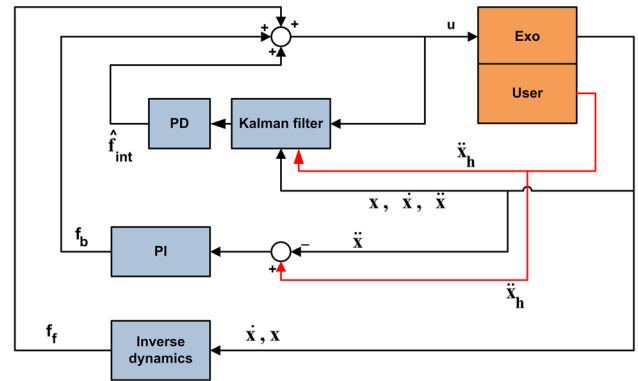 + +
+
u
Exo
User
PD
Kalman filter
f̂int
ẍh
x , ẋ , ẍ
fb
PI
−
ẍ
+
ẍh
ff
Inverse
dynamics
ẋ , x